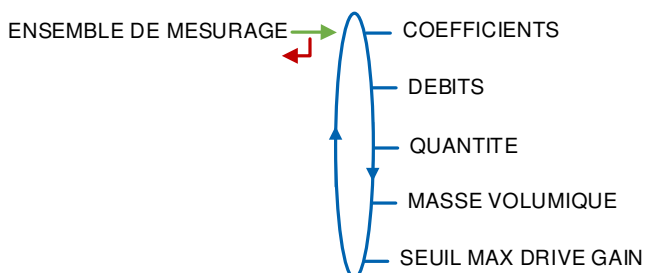 ENSEMBLE DE MESURAGE
COEFFICIENTS
DEBITS
QUANTITE
MASSE VOLUMIQUE
SEUIL MAX DRIVE GAIN